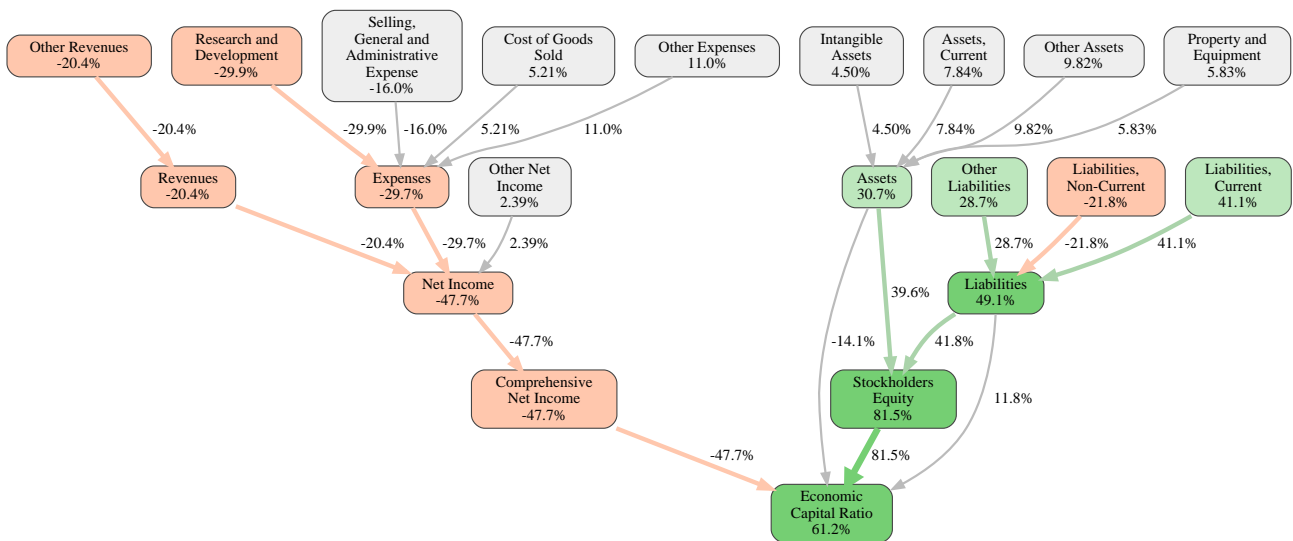 Other Revenues
-20.4%
Research and
Development
-29.9%
Selling,
General and
Administrative
Expense
-16.0%
Cost of Goods
Sold
5.21%
Other Expenses
11.0%
Intangible
Assets
4.50%
Assets,
Current
7.84%
Other Assets
9.82%
Property and
Equipment
5.83%
-20.4%
-29.9%
-16.0%
5.21%
11.0%
4.50%
7.84%
9.82%
5.83%
Revenues
-20.4%
Expenses
-29.7%
Other Net
Income
2.39%
Assets
30.7%
Other
Liabilities
28.7%
Liabilities,
Non-Current
-21.8%
Liabilities,
Current
41.1%
-20.4%
-29.7%
2.39%
28.7%
-21.8%
41.1%
Net Income
-47.7%
39.6%
Liabilities
49.1%
-47.7%
-14.1%
41.8%
Comprehensive
Net Income
-47.7%
Stockholders
Equity
81.5%
11.8%
-47.7%
81.5%
Economic
Capital Ratio
61.2%